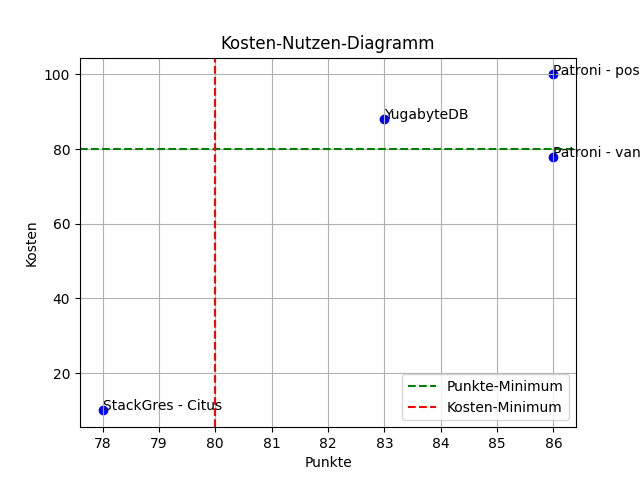 Kosten-Nutzen-Diagramm
100
80
60
40
20
Kosten
Patroni - pos
YugabyteDB
Patroni - van
StackGres - Citus
Punkte-Minimum
Kosten-Minimum
78 79 80 81 82 83 84 85 86
Punkte